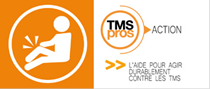 TMS
pros
ACTION
>> L'AIDE POUR AGIR
DURABLEMENT
CONTRE LES TMS